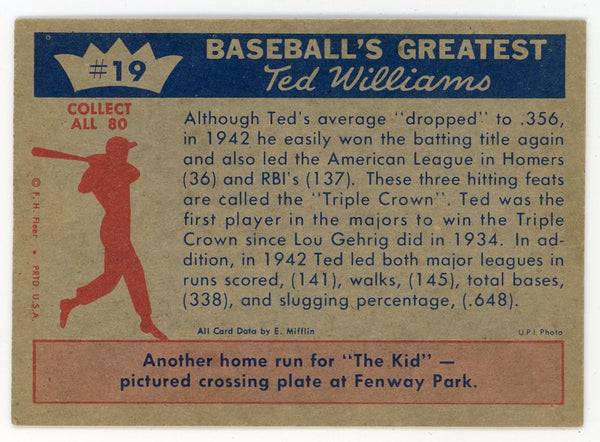 #19
BASEBALL'S GREATEST
Ted Williams
COLLECT
ALL 80
Although Ted's average "dropped" to .356,
in 1942 he easily won the batting title again
and also led the American League in Homers
(36) and RBI's (137). These three hitting feats
are called the "Triple Crown". Ted was the
first player in the majors to win the Triple
Crown since Lou Gehrig did in 1934. In ad-
dition, in 1942 Ted led both major leagues in
runs scored, (141), walks, (145), total bases,
(338), and slugging percentage, (.648).
© F. H. Fleer • PRTD. U.S.A.
All Card Data by E. Mifflin
U.P.I. Photo
Another home run for "The Kid" —
pictured crossing plate at Fenway Park.